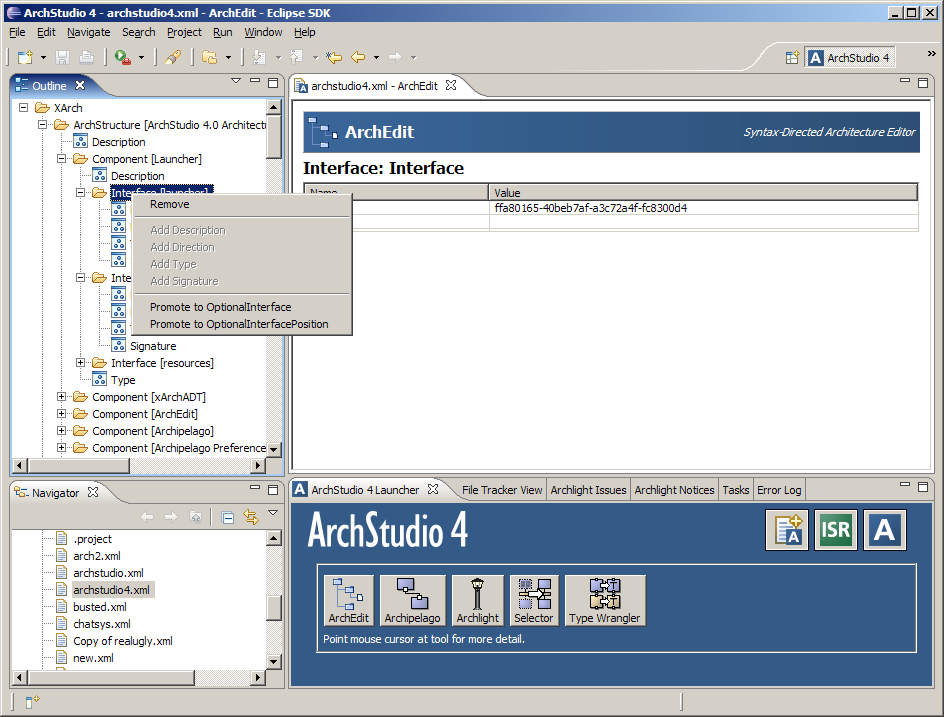 ArchStudio 4 - archstudio4.xml - ArchEdit - Eclipse SDK
File Edit Navigate Search Project Run Window Help
A ArchStudio 4 »
Outline
XArch
ArchStructure [ArchStudio 4.0 Architectu
Description
Component [Launcher]
Description
Interface [launcher]
Remove
Add Description
Add Direction
Add Type
Add Signature
Promote to OptionalInterface
Promote to OptionalInterfacePosition
Inte
Signature
Interface [resources]
Type
Component [xArchADT]
Component [ArchEdit]
Component [Archipelago]
Component [Archipelago Preference
archstudio4.xml - ArchEdit
ArchEdit Syntax-Directed Architecture Editor
Interface: Interface
Name Value
ffa80165-40beb7af-a3c72a4f-fc8300d4
Navigator
.project
arch2.xml
archstudio.xml
archstudio4.xml
busted.xml
chatsys.xml
Copy of realugly.xml
new.xml
A ArchStudio 4 Launcher File Tracker View Archlight Issues Archlight Notices Tasks Error Log
ArchStudio 4 A ISR A
ArchEdit Archipelago Archlight Selector Type Wrangler
Point mouse cursor at tool for more detail.